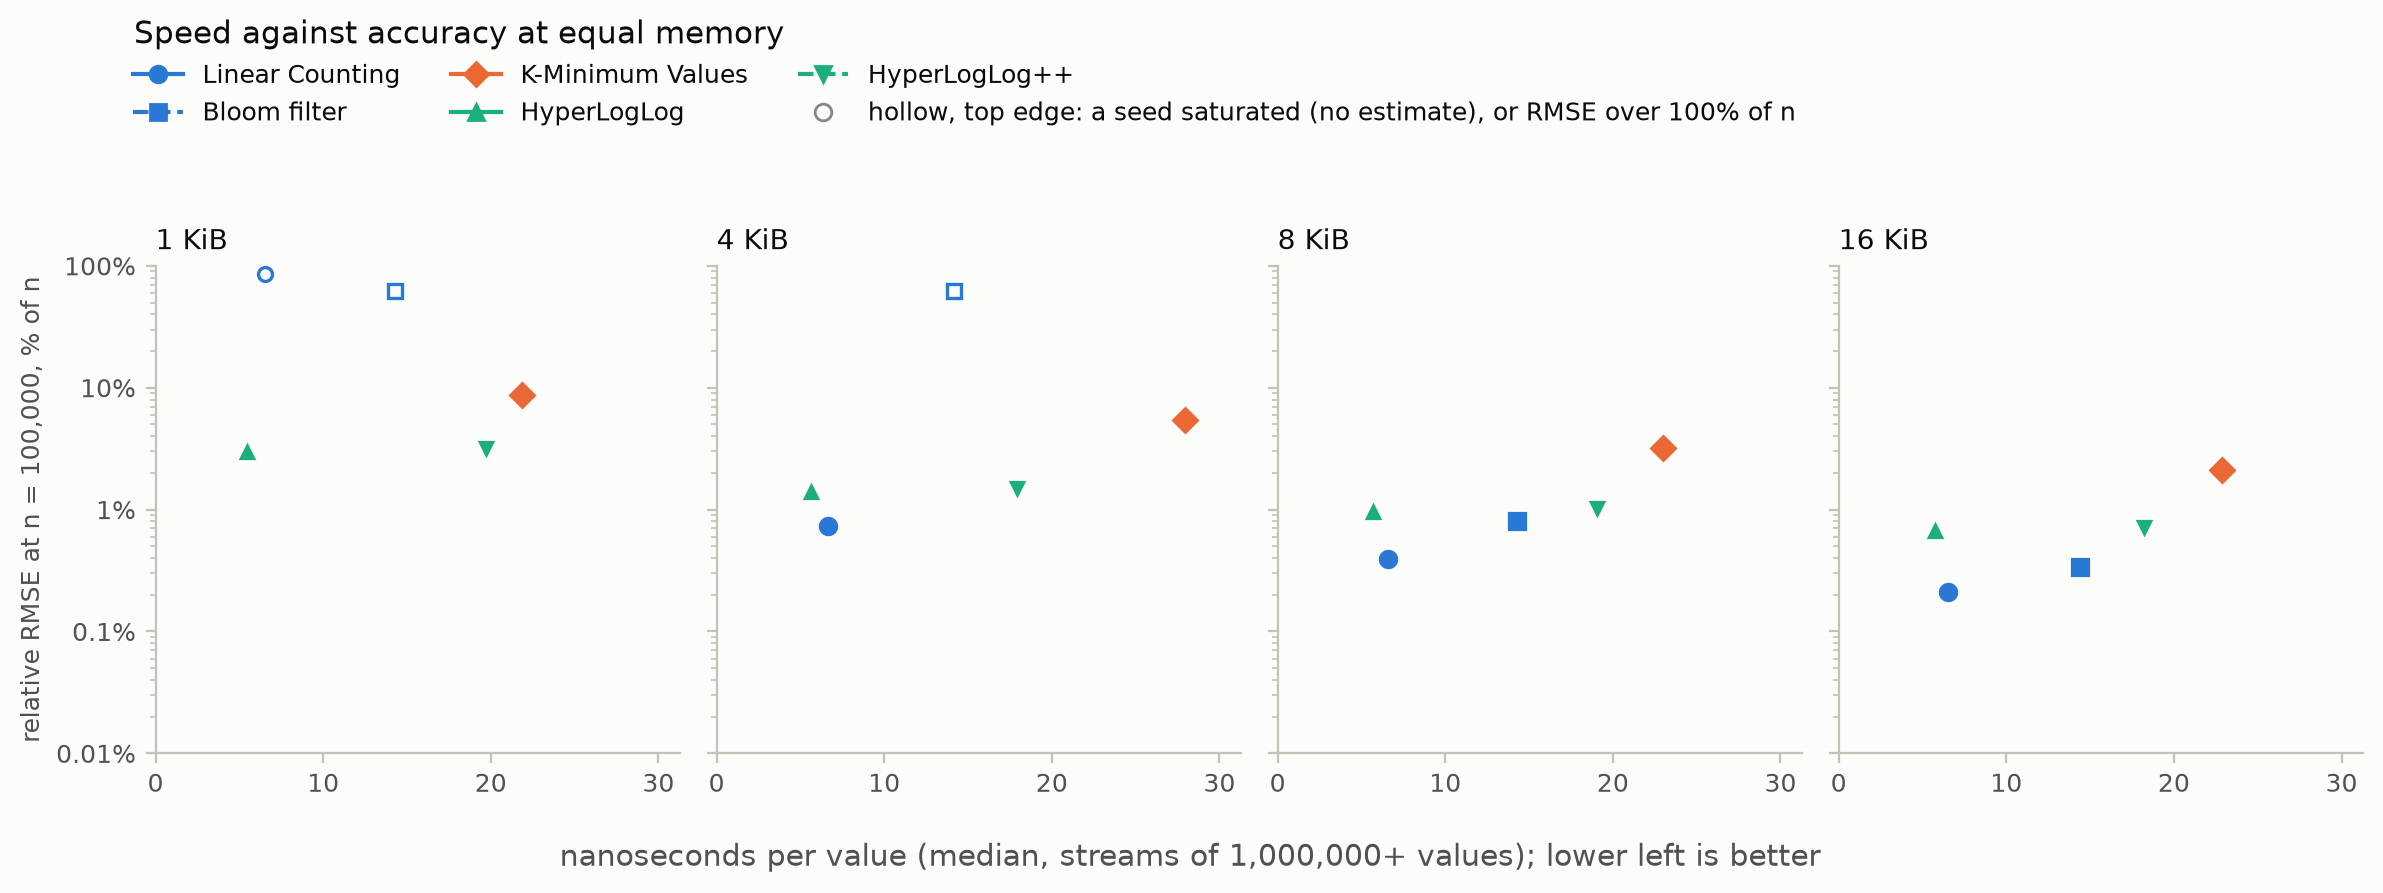 Speed against accuracy at equal memory
Linear Counting
K-Minimum Values
HyperLogLog++
Bloom filter
HyperLogLog
hollow, top edge: a seed saturated (no estimate), or RMSE over 100% of n
1 KiB
4 KiB
8 KiB
16 KiB
relative RMSE at n = 100,000, % of n
100%
10%
1%
0.1%
0.01%
0 10 20 30
0 10 20 30
0 10 20 30
0 10 20 30
nanoseconds per value (median, streams of 1,000,000+ values); lower left is better